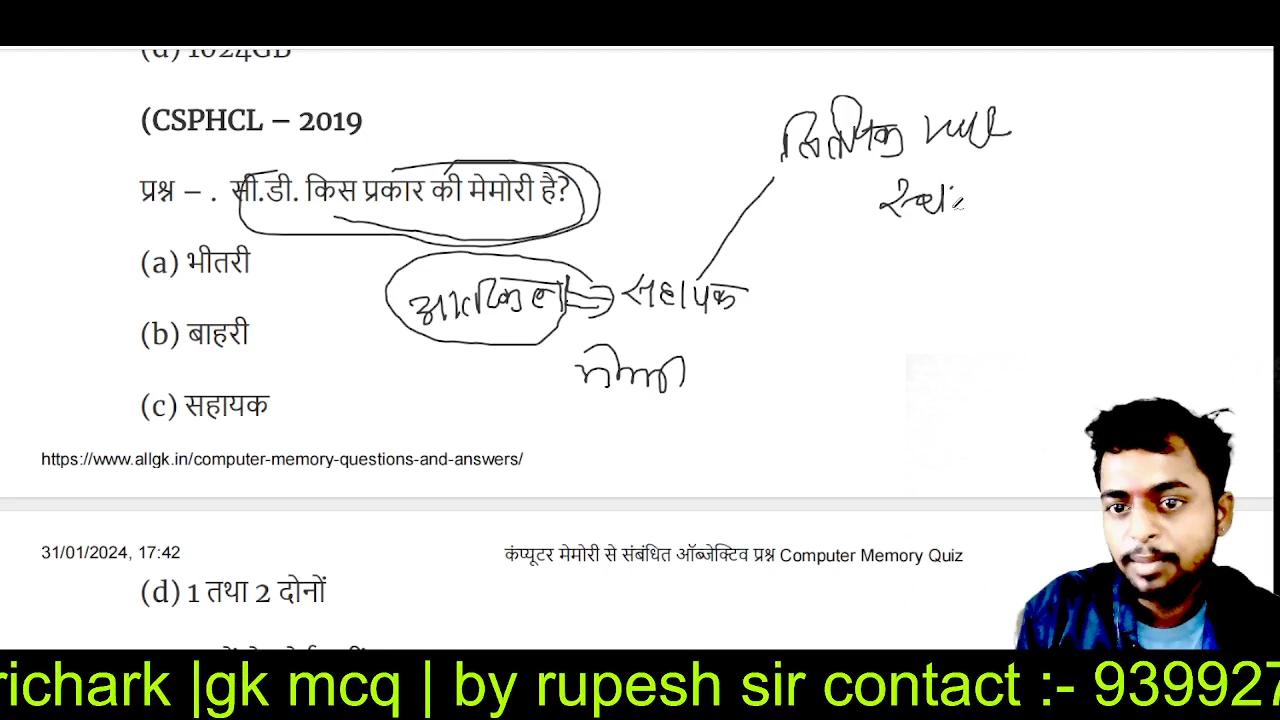 (d) 1024GB
(CSPHCL – 2019
प्रश्न – . सी.डी. किस प्रकार की मेमोरी है?
(a) भीतरी
(b) बाहरी
सहायक
(c) सहायक
https://www.allgk.in/computer-memory-questions-and-answers/
31/01/2024, 17:42
कंप्यूटर मेमोरी से संबंधित ऑब्जेक्टिव प्रश्न Computer Memory Quiz
(d) 1 तथा 2 दोनों
richark |gk mcq | by rupesh sir contact :- 939927